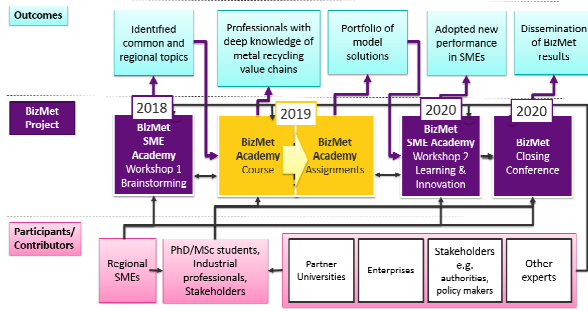 Outcomes
Identified
common and
regional topics
Professionals with
deep knowledge of
metal recycling
value chains
Portfolio of
model
solutions
Adopted new
performance
in SMEs
Dissemination
of BizMet
results
BizMet
Project
2018
BizMet
SME
Academy
Workshop 1
Brainstorming
2019
BizMet
Academy
Course
BizMet
Academy
Assignments
2020
BizMet
SME Academy
Workshop 2
Learning &
Innovation
2020
BizMet
Closing
Conference
Participants/
Contributors
Regional
SMEs
PhD/MSc students,
Industrial
professionals,
Stakeholders
Partner
Universities
Enterprises
Stakeholders
e.g.
authorities,
policy makers
Other
experts